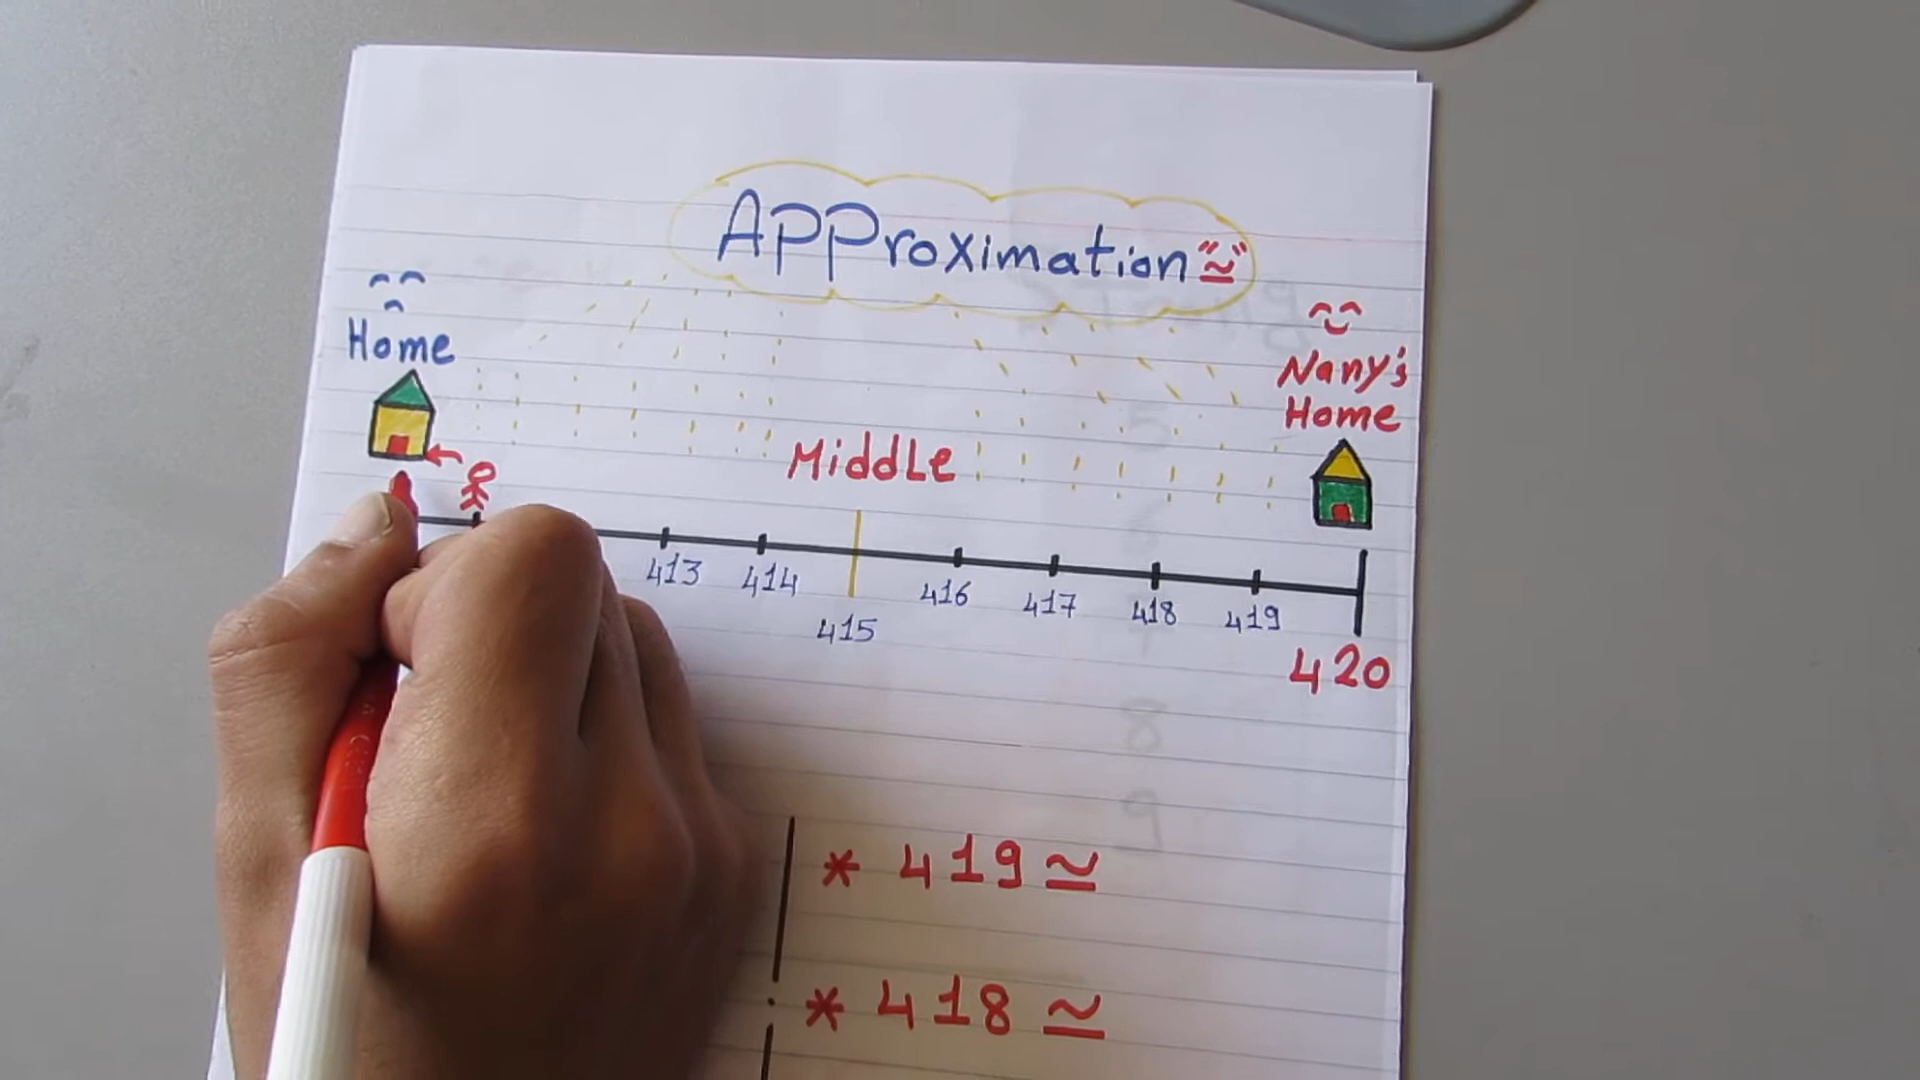 APProximation "≃"
Home
Nany's
Home
Middle
413 414 415 416 417 418 419 420
* 419 ≃
* 418 ≃